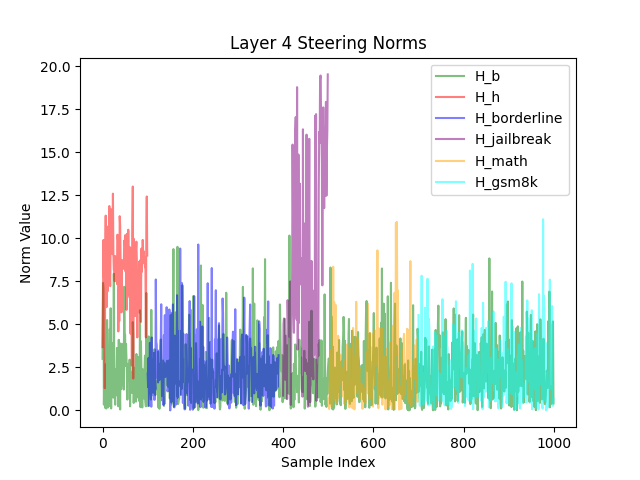 Layer 4 Steering Norms
20.0
17.5
15.0
12.5
10.0
7.5
5.0
2.5
0.0
Norm Value
H_b
H_h
H_borderline
H_jailbreak
H_math
H_gsm8k
0 200 400 600 800 1000
Sample Index